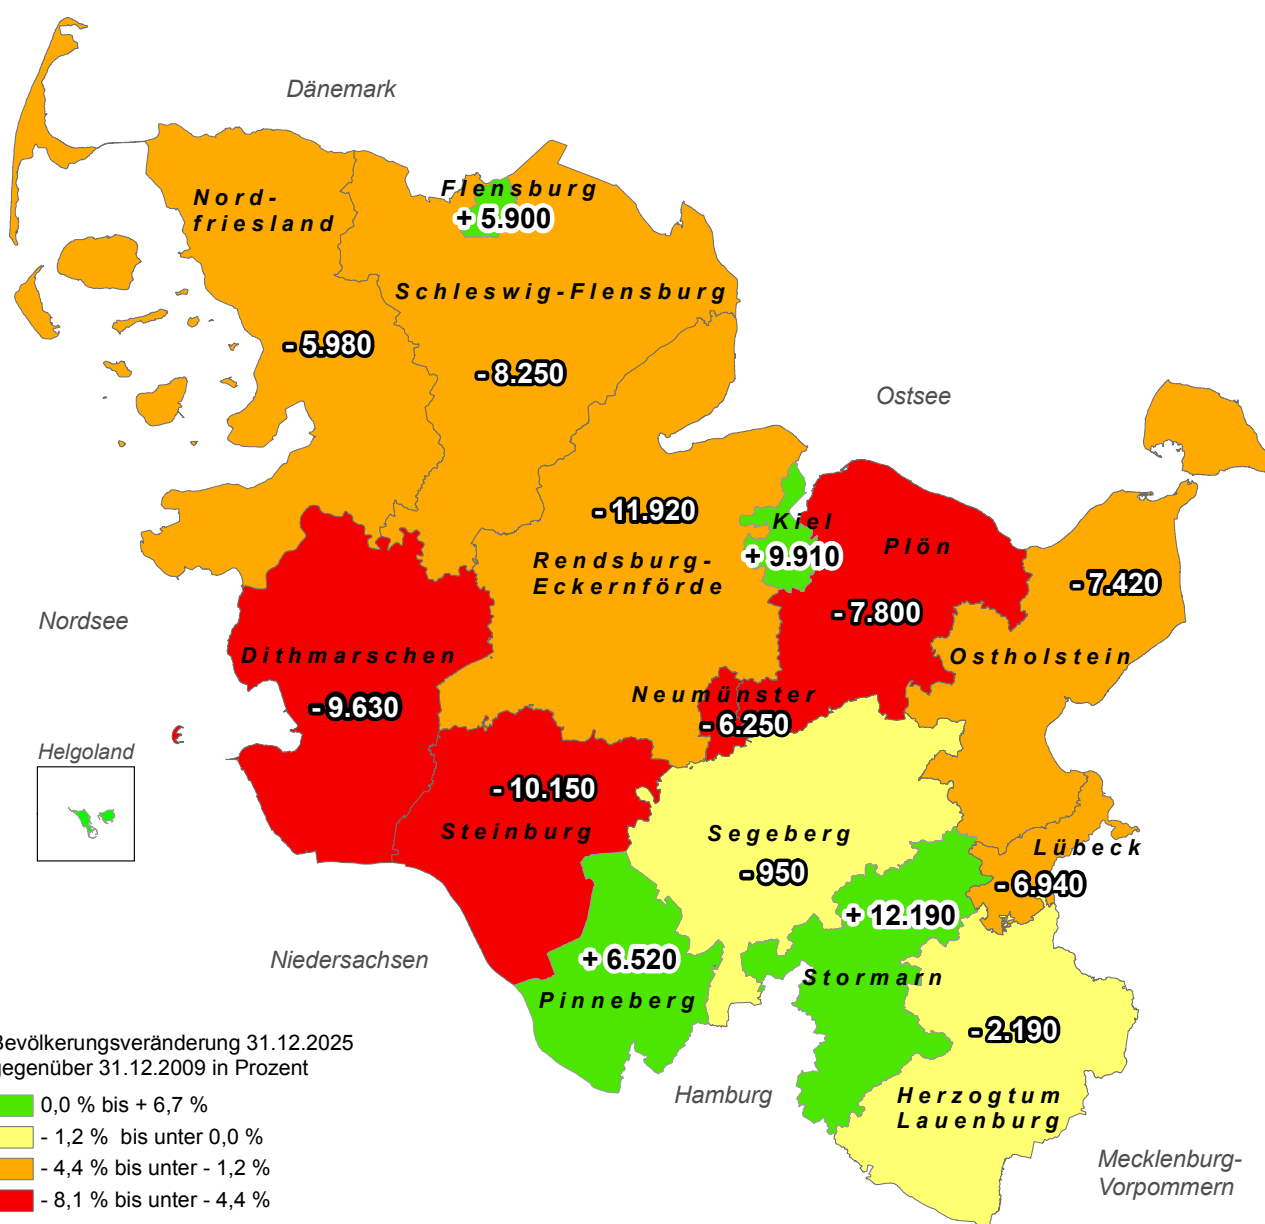 Dänemark
Flensburg
+ 5.900
Nord-
friesland
Schleswig-Flensburg
- 5.980
- 8.250
Ostsee
- 11.920
Rendsburg-
Eckernförde
Kiel
+ 9.910
Plön
- 7.800
- 7.420
Ostholstein
Nordsee
Dithmarschen
- 9.630
Neumünster
- 6.250
Helgoland
- 10.150
Steinburg
Segeberg
- 950
Lübeck
- 6.940
+ 12.190
Stormarn
Niedersachsen
+ 6.520
Pinneberg
- 2.190
Herzogtum
Lauenburg
Hamburg
Mecklenburg-
Vorpommern
Bevölkerungsveränderung 31.12.2025
gegenüber 31.12.2009 in Prozent
0,0 % bis + 6,7 %
- 1,2 % bis unter 0,0 %
- 4,4 % bis unter - 1,2 %
- 8,1 % bis unter - 4,4 %